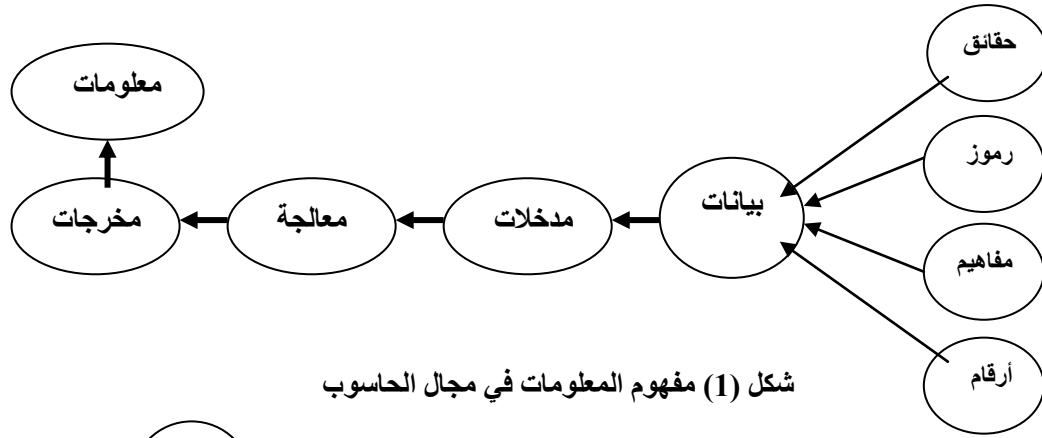 حقائق
رموز
مفاهيم
أرقام
بيانات
مدخلات
معالجة
مخرجات
معلومات
شكل (1) مفهوم المعلومات في مجال الحاسوب